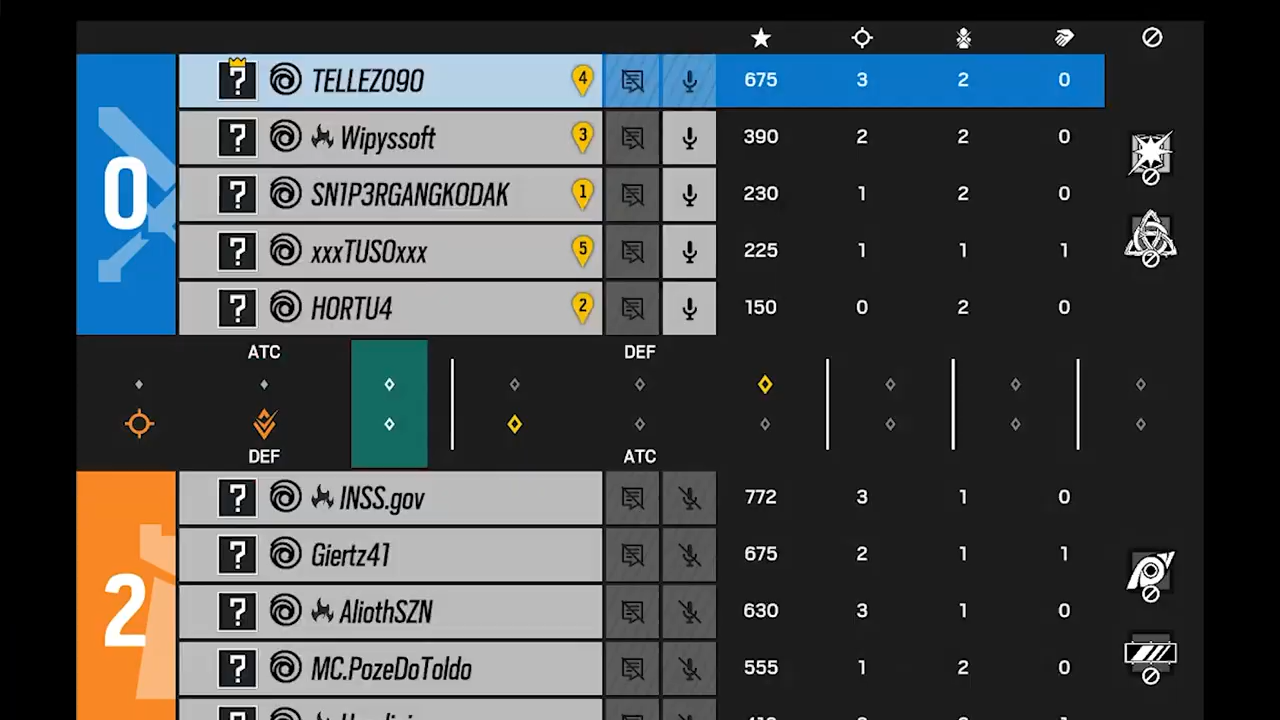 0
? TELLEZ090 4 675 3 2 0
? Wipyssoft 3 390 2 2 0
? SN1P3RGANGKODAK 1 230 1 2 0
? xxxTUSOxxx 5 225 1 1 1
? HORTU4 2 150 0 2 0
ATC DEF
DEF ATC
2
? INSS.gov 772 3 1 0
? Giertz41 675 2 1 1
? AliothSZN 630 3 1 0
? MC.PozeDoToldo 555 1 2 0